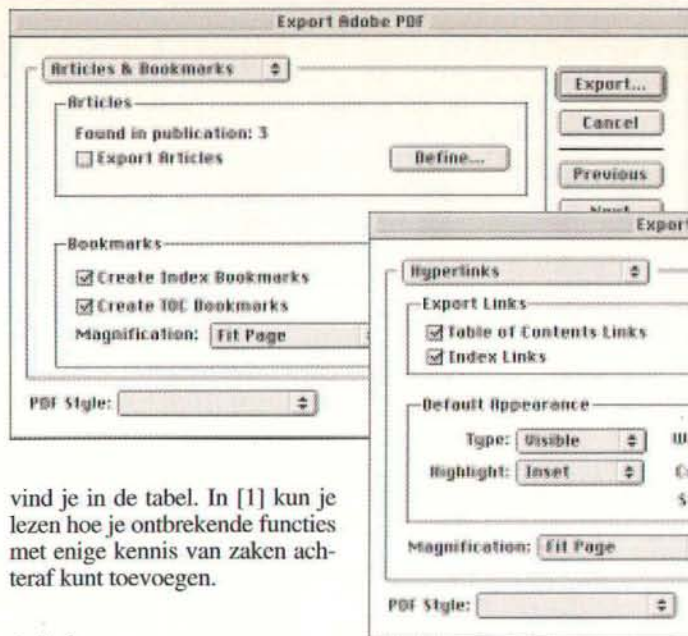 Export Adobe PDF
Articles & Bookmarks
Export...
Articles
Found in publication: 3
Cancel
Export Articles
Define...
Previous
Next
Bookmarks
Export
Create Index Bookmarks
Hyperlinks
Create TOC Bookmarks
Export Links
Magnification: Fit Page
Table of Contents Links
Index Links
PDF Style:
Default Appearance
Type: Visible
Highlight: Inset
Magnification: Fit Page
PDF Style:
vind je in de tabel. In [1] kun je
lezen hoe je ontbrekende functies
met enige kennis van zaken ach-
teraf kunt toevoegen.